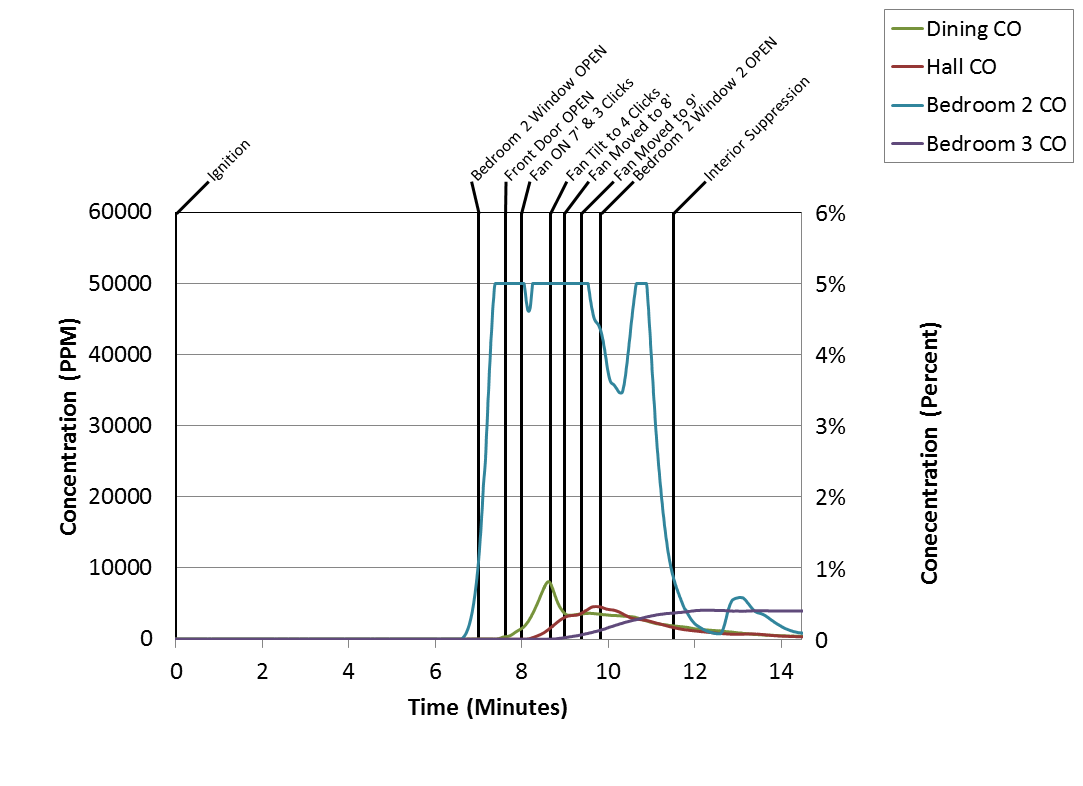 Dining CO
Hall CO
Bedroom 2 CO
Bedroom 3 CO
Ignition
Bedroom 2 Window OPEN
Front Door OPEN
Fan ON 7' & 3 Clicks
Fan Tilt to 4 Clicks
Fan Moved to 8'
Fan Moved to 9'
Bedroom 2 Window 2 OPEN
Interior Suppression
60000
50000
40000
30000
20000
10000
0
Concentration (PPM)
6%
5%
4%
3%
2%
1%
0
Conecentration (Percent)
0 2 4 6 8 10 12 14
Time (Minutes)